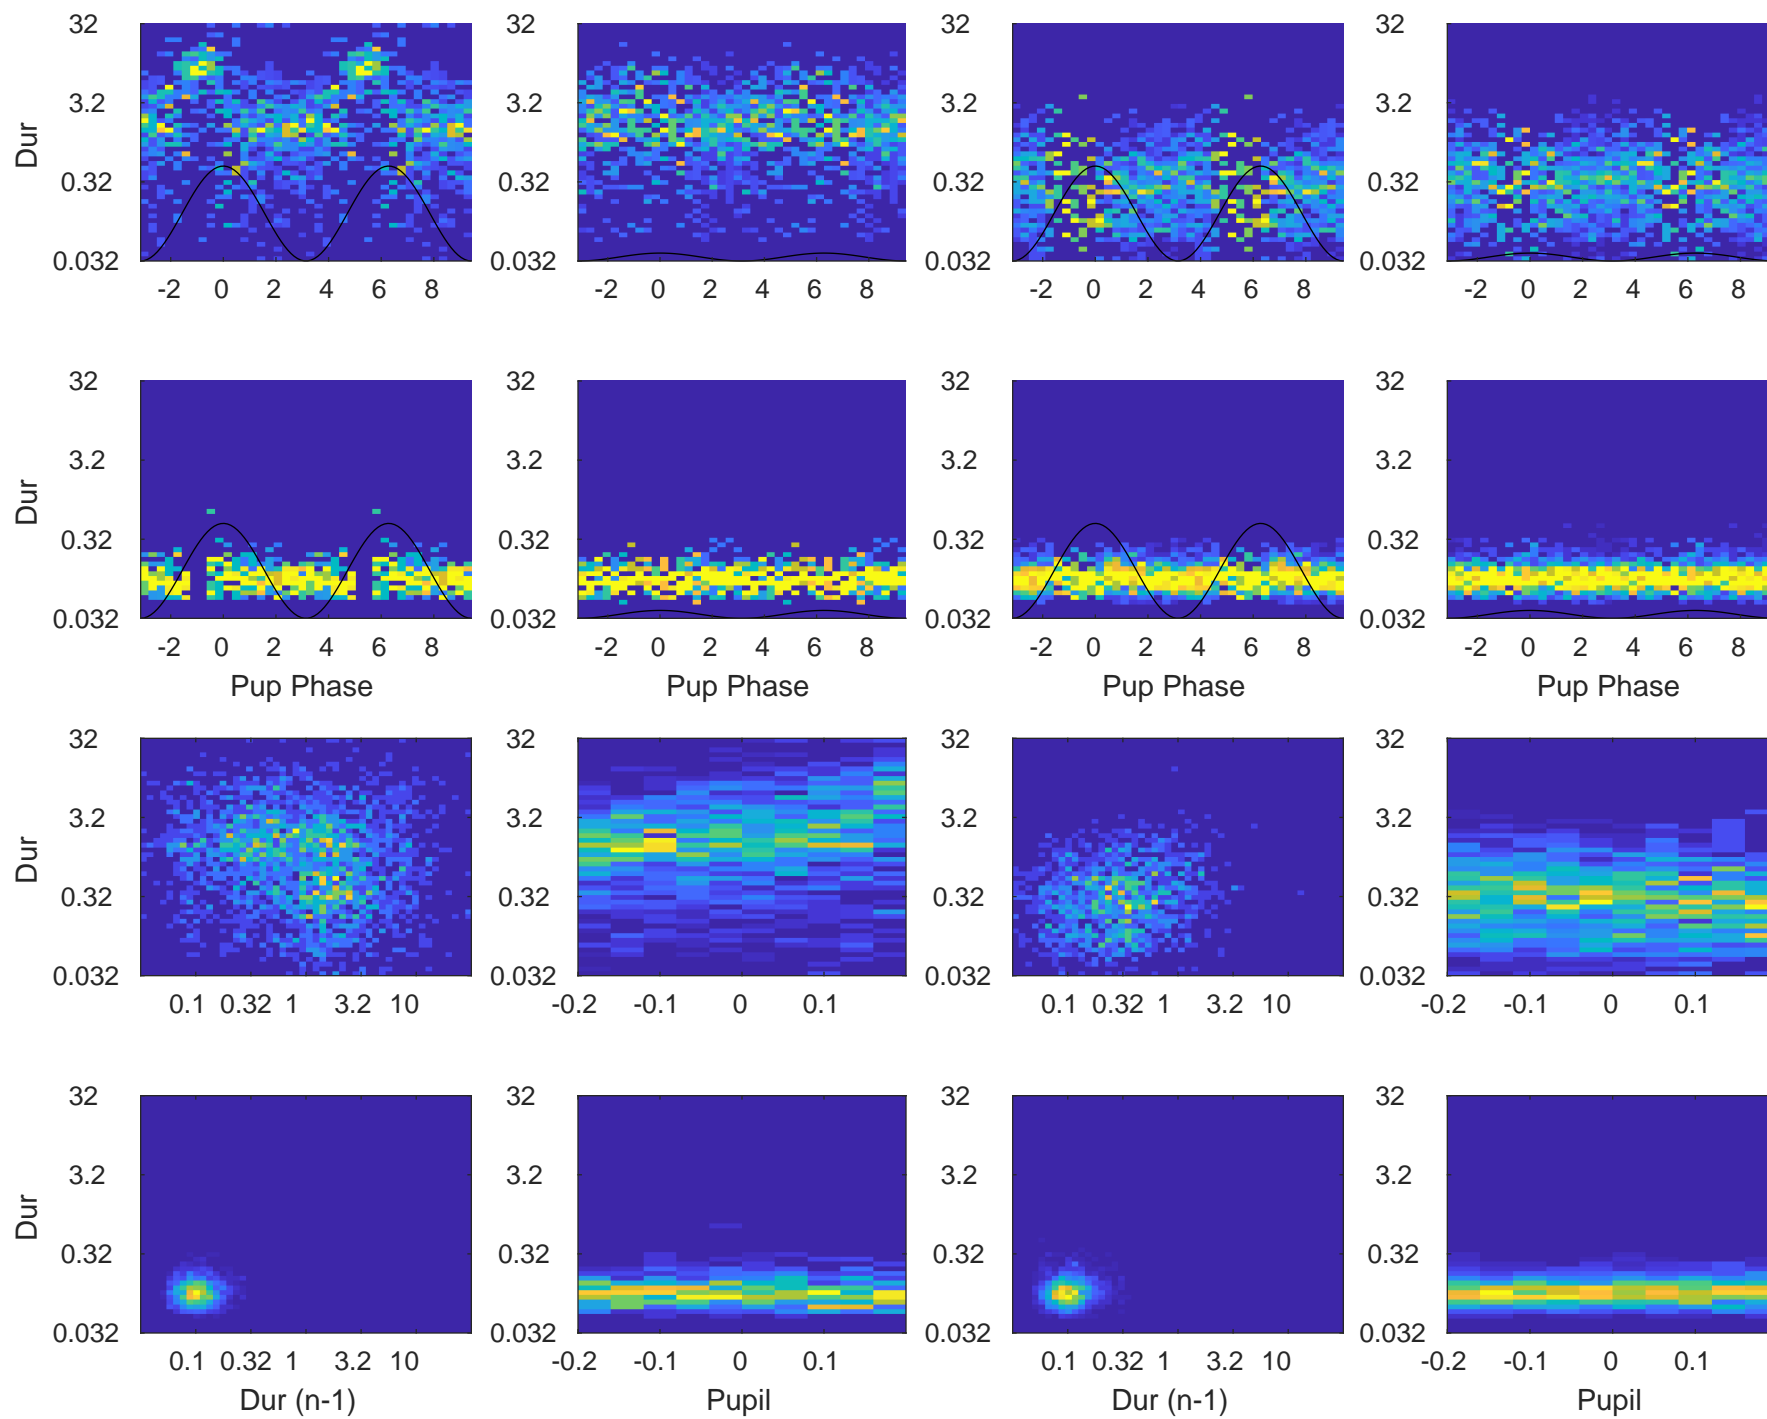 32 32 32 32
Dur 3.2 3.2 3.2 3.2
0.32 0.32 0.32 0.32
0.032 0.032 0.032 0.032
-2 0 2 4 6 8 -2 0 2 4 6 8 -2 0 2 4 6 8 -2 0 2 4 6 8
32 32 32 32
Dur 3.2 3.2 3.2 3.2
0.32 0.32 0.32 0.32
0.032 0.032 0.032 0.032
-2 0 2 4 6 8 -2 0 2 4 6 8 -2 0 2 4 6 8 -2 0 2 4 6 8
Pup Phase Pup Phase Pup Phase Pup Phase
32 32 32 32
Dur 3.2 3.2 3.2 3.2
0.32 0.32 0.32 0.32
0.032 0.032 0.032 0.032
0.1 0.32 1 3.2 10 -0.2 -0.1 0 0.1 0.1 0.32 1 3.2 10 -0.2 -0.1 0 0.1
32 32 32 32
Dur 3.2 3.2 3.2 3.2
0.32 0.32 0.32 0.32
0.032 0.032 0.032 0.032
0.1 0.32 1 3.2 10 -0.2 -0.1 0 0.1 0.1 0.32 1 3.2 10 -0.2 -0.1 0 0.1
Dur (n-1) Pupil Dur (n-1) Pupil